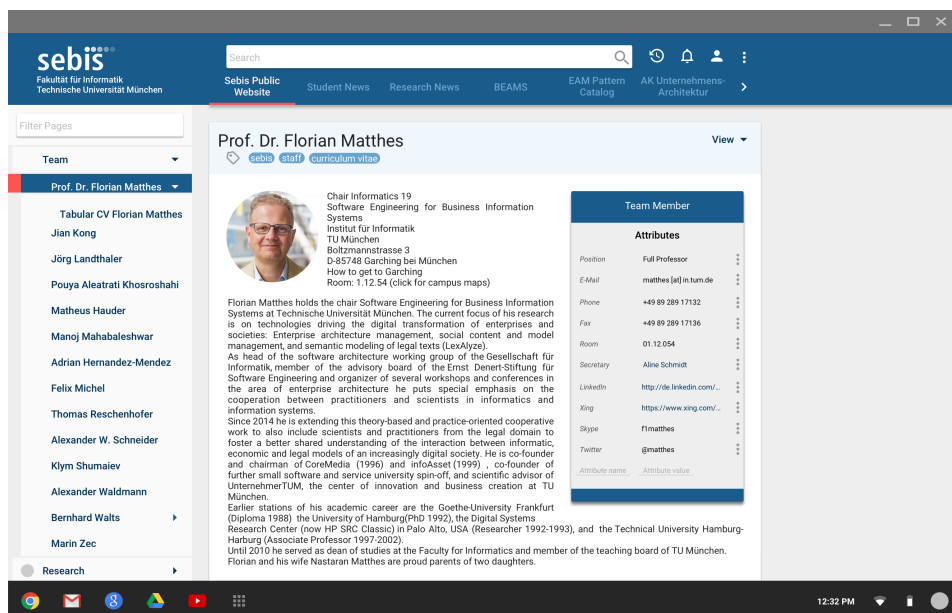 sebis
Fakultät für Informatik
Technische Universität München
Search
Sebis Public
Website
Student News
Research News
BEAMS
EAM Pattern
Catalog
AK Unternehmens-
Architektur
Filter Pages
Team
Prof. Dr. Florian Matthes
Tabular CV Florian Matthes
Jian Kong
Jörg Landthaler
Pouya Aleatrati Khosroshahi
Matheus Hauder
Manoj Mahabaleshwar
Adrian Hernandez-Mendez
Felix Michel
Thomas Reschenhofer
Alexander W. Schneider
Klym Shumaiev
Alexander Waldmann
Bernhard Walts
Marin Zec
Research
Prof. Dr. Florian Matthes
View
sebis staff curriculum vitae
Chair Informatics 19
Software Engineering for Business Information
Systems
Institut für Informatik
TU München
Boltzmannstrasse 3
D-85748 Garching bei München
How to get to Garching
Room: 1.12.54 (click for campus maps)
Florian Matthes holds the chair Software Engineering for Business Information
Systems at Technische Universität München. The current focus of his research
is on technologies driving the digital transformation of enterprises and
societies: Enterprise architecture management, social content and model
management, and semantic modeling of legal texts (LexAlyze).
As head of the software architecture working group of the Gesellschaft für
Informatik, member of the advisory board of the Ernst Denert-Stiftung für
Software Engineering and organizer of several workshops and conferences in
the area of enterprise architecture he puts special emphasis on the
cooperation between practitioners and scientists in informatics and
information systems.
Since 2014 he is extending this theory-based and practice-oriented cooperative
work to also include scientists and practitioners from the legal domain to
foster a better shared understanding of the interaction between informatic,
economic and legal models of an increasingly digital society. He is co-founder
and chairman of CoreMedia (1996) and infoAsset (1999) , co-founder of
further small software and service university spin-off, and scientific advisor of
UnternehmerTUM, the center of innovation and business creation at TU
München.
Earlier stations of his academic career are the Goethe-University Frankfurt
(Diploma 1988) the University of Hamburg(PhD 1992), the Digital Systems
Research Center (now HP SRC Classic) in Palo Alto, USA (Researcher 1992-1993), and the Technical University Hamburg-
Harburg (Associate Professor 1997-2002).
Until 2010 he served as dean of studies at the Faculty for Informatics and member of the teaching board of TU München.
Florian and his wife Nastaran Matthes are proud parents of two daughters.
Team Member
Attributes
Position Full Professor
E-Mail matthes [at] in.tum.de
Phone +49 89 289 17132
Fax +49 89 289 17136
Room 01.12.054
Secretary Aline Schmidt
LinkedIn http://de.linkedin.com/...
Xing https://www.xing.com/...
Skype f1matthes
Twitter @matthes
Attribute name Attribute value
12:32 PM